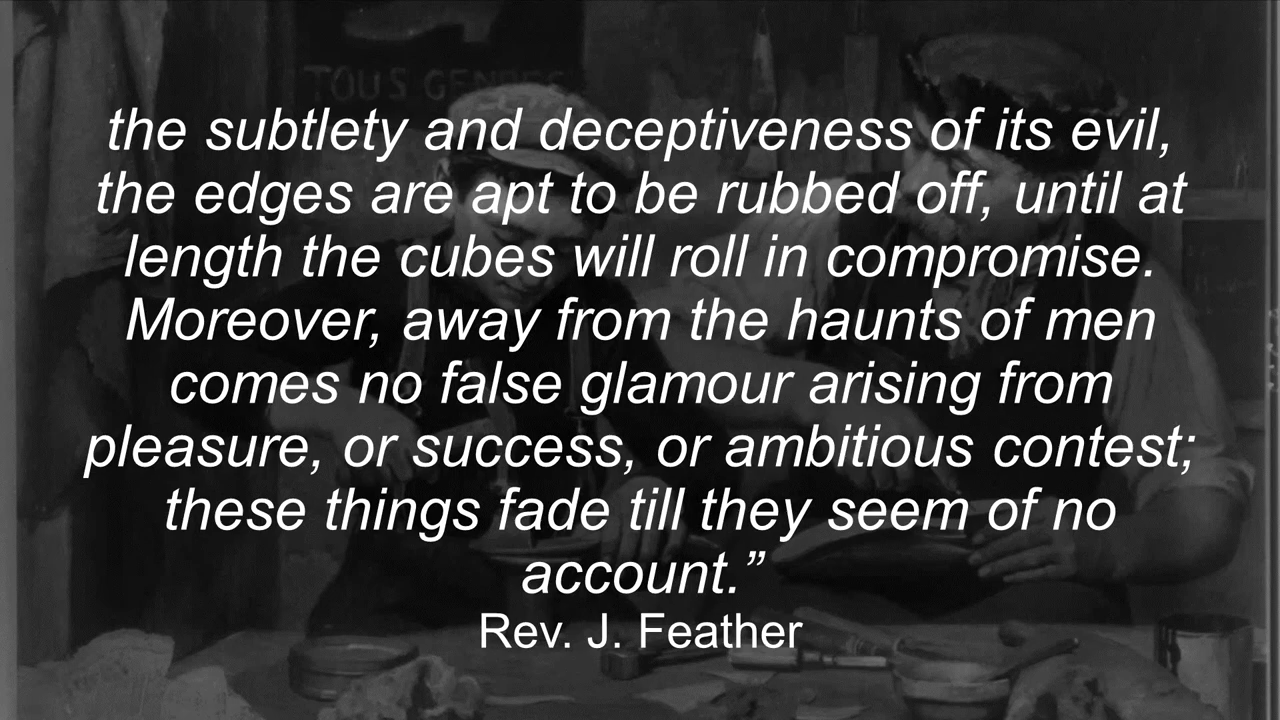 TOUS GENRES
the subtlety and deceptiveness of its evil,
the edges are apt to be rubbed off, until at
length the cubes will roll in compromise.
Moreover, away from the haunts of men
comes no false glamour arising from
pleasure, or success, or ambitious contest;
these things fade till they seem of no
account.”
Rev. J. Feather